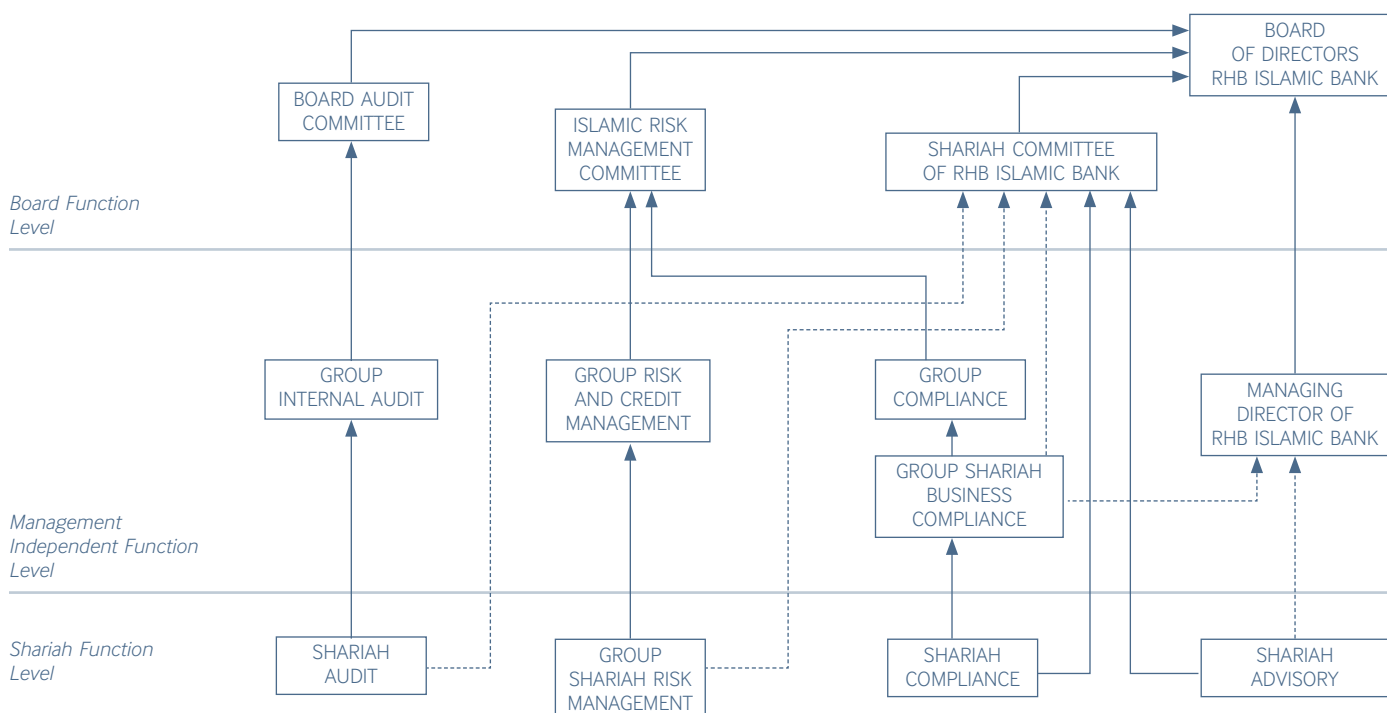 BOARD
OF DIRECTORS
RHB ISLAMIC BANK
BOARD AUDIT
COMMITTEE
ISLAMIC RISK
MANAGEMENT
COMMITTEE
SHARIAH COMMITTEE
OF RHB ISLAMIC BANK
Board Function
Level
GROUP
INTERNAL AUDIT
GROUP RISK
AND CREDIT
MANAGEMENT
GROUP
COMPLIANCE
MANAGING
DIRECTOR OF
RHB ISLAMIC BANK
GROUP SHARIAH
BUSINESS
COMPLIANCE
Management
Independent Function
Level
Shariah Function
Level
SHARIAH
AUDIT
GROUP
SHARIAH RISK
MANAGEMENT
SHARIAH
COMPLIANCE
SHARIAH
ADVISORY